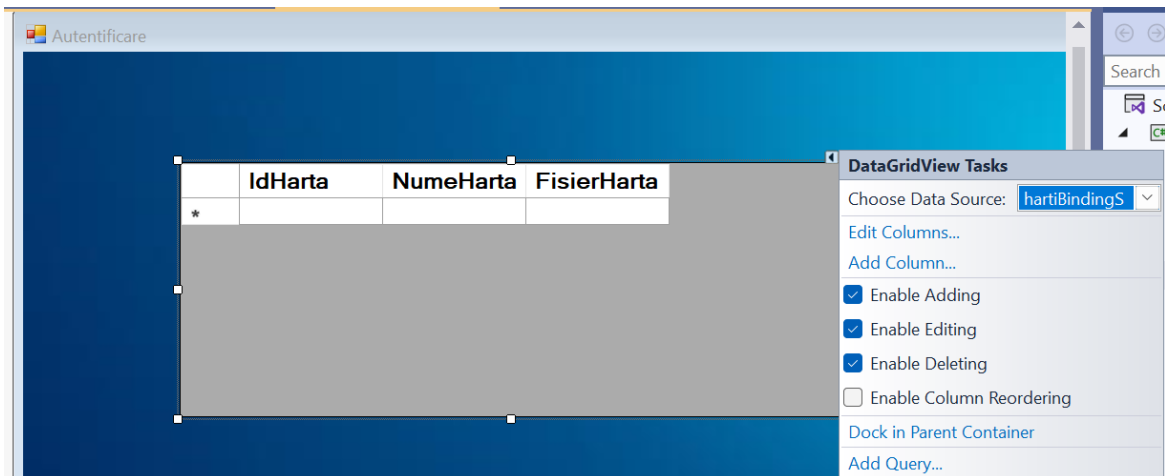 Autentificare
Search
IdHarta NumeHarta FisierHarta
*
DataGridView Tasks
Choose Data Source: hartiBindingS
Edit Columns...
Add Column...
Enable Adding
Enable Editing
Enable Deleting
Enable Column Reordering
Dock in Parent Container
Add Query...